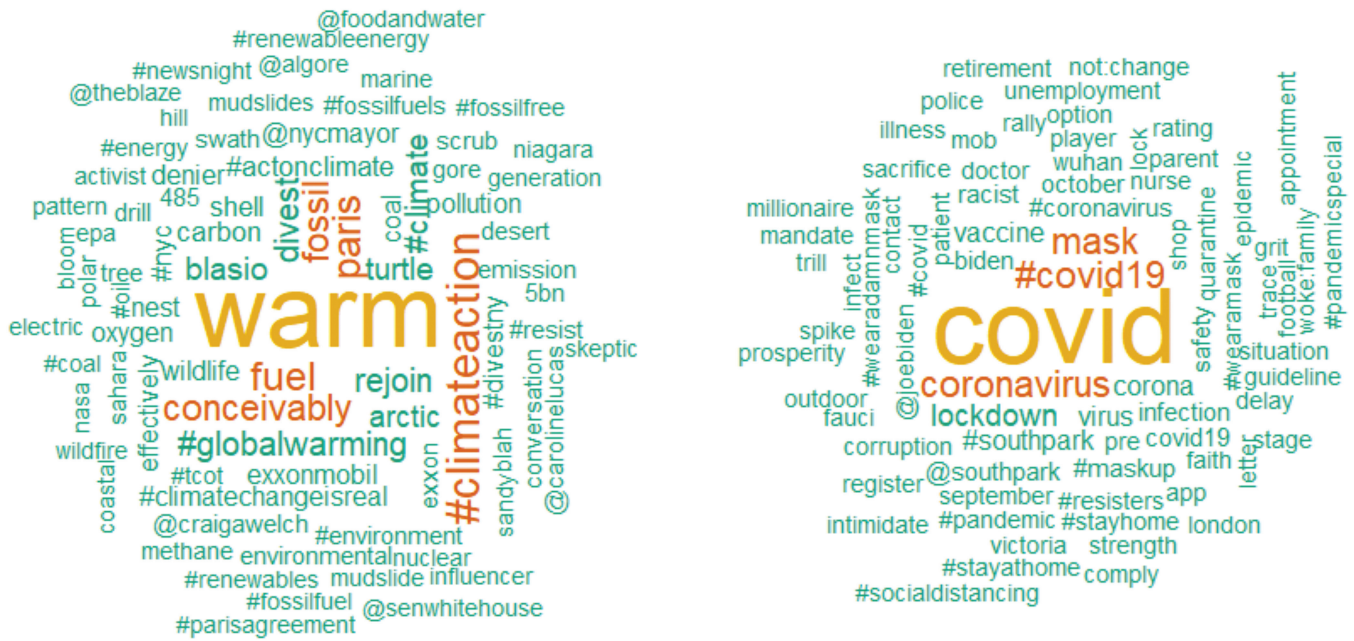 @foodandwater
#renewableenergy
#newsnight @algore
marine
@theblaze
mudslides #fossilfuels #fossilfree
hill
swath @nycmayor
#climate
scrub
niagara
#energy
#actonclimate
gore
generation
activist denier
485
shell
divest
fossil
paris
coal
pollution
pattern drill
carbon
desert
bloom
epa
polar
tree
#nyc
blasio
turtle
emission
#oile
#nest
warm
5bn
electric
oxygen
#climateaction
#resist
skeptic
#coal
wildlife
fuel
rejoin
#divestny
nasa
sahara
effectively
conceivably
arctic
conversation
@carolinelucas
wildfire
#globalwarming
coastal
#tcot
exxonmobil
exxon
sandyblah
#climatechangeisreal
@craigawelch
#environment
methane
environmental
nuclear
#renewables
mudslide
influencer
#fossilfuel
@senwhitehouse
#parisagreement
retirement
not:change
police
unemployment
appointment
illness
mob
rally
option
player
lock
rating
sacrifice
doctor
wuhan
parent
epidemic
#pandemicspecial
racist
october
nurse
millionaire
contact
patient
#coronavirus
quarantine
mandate
#wearadamnmask
vaccine
mask
shop
grit
trill
infect
#covid
biden
#covid19
trace
football
woke:family
spike
covid
safety
#wearamask
prosperity
situation
@joebiden
coronavirus
corona
guideline
outdoor
fauci
lockdown
virus
infection
delay
corruption
#southpark
pre
covid19
letter
stage
register
@southpark
#maskup
faith
september
#resisters
app
intimidate
#pandemic
#stayhome
london
victoria
strength
#stayathome
comply
#socialdistancing